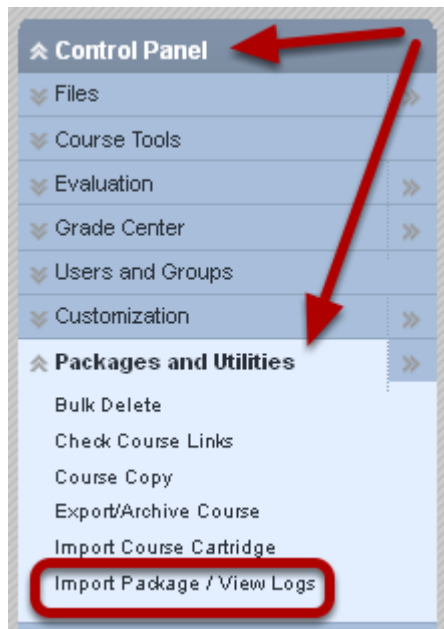 Control Panel
Files
Course Tools
Evaluation
Grade Center
Users and Groups
Customization
Packages and Utilities
Bulk Delete
Check Course Links
Course Copy
Export/Archive Course
Import Course Cartridge
Import Package / View Logs